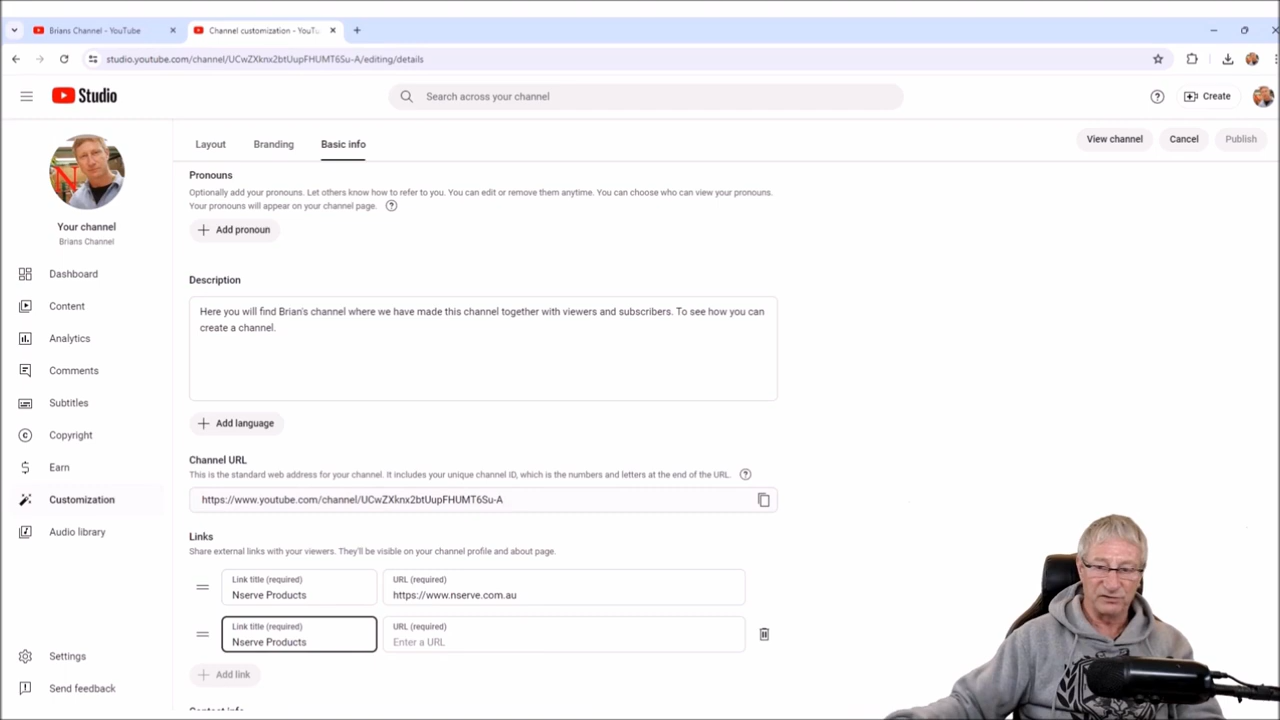 Brians Channel - YouTube
Channel customization - YouTu
studio.youtube.com/channel/UCwZXknx2btUupFHUMT6Su-A/editing/details
Studio
Search across your channel
Create
Layout
Branding
Basic info
View channel
Cancel
Publish
N
Your channel
Brians Channel
Dashboard
Content
Analytics
Comments
Subtitles
Copyright
Earn
Customization
Audio library
Settings
Send feedback
Pronouns
Optionally add your pronouns. Let others know how to refer to you. You can edit or remove them anytime. You can choose who can view your pronouns.
Your pronouns will appear on your channel page.
Add pronoun
Description
Here you will find Brian's channel where we have made this channel together with viewers and subscribers. To see how you can
create a channel.
Add language
Channel URL
This is the standard web address for your channel. It includes your unique channel ID, which is the numbers and letters at the end of the URL.
https://www.youtube.com/channel/UCwZXknx2btUupFHUMT6Su-A
Links
Share external links with your viewers. They'll be visible on your channel profile and about page.
Link title (required)
Nserve Products
URL (required)
https://www.nserve.com.au
Link title (required)
Nserve Products
URL (required)
Enter a URL
Add link
Contact info